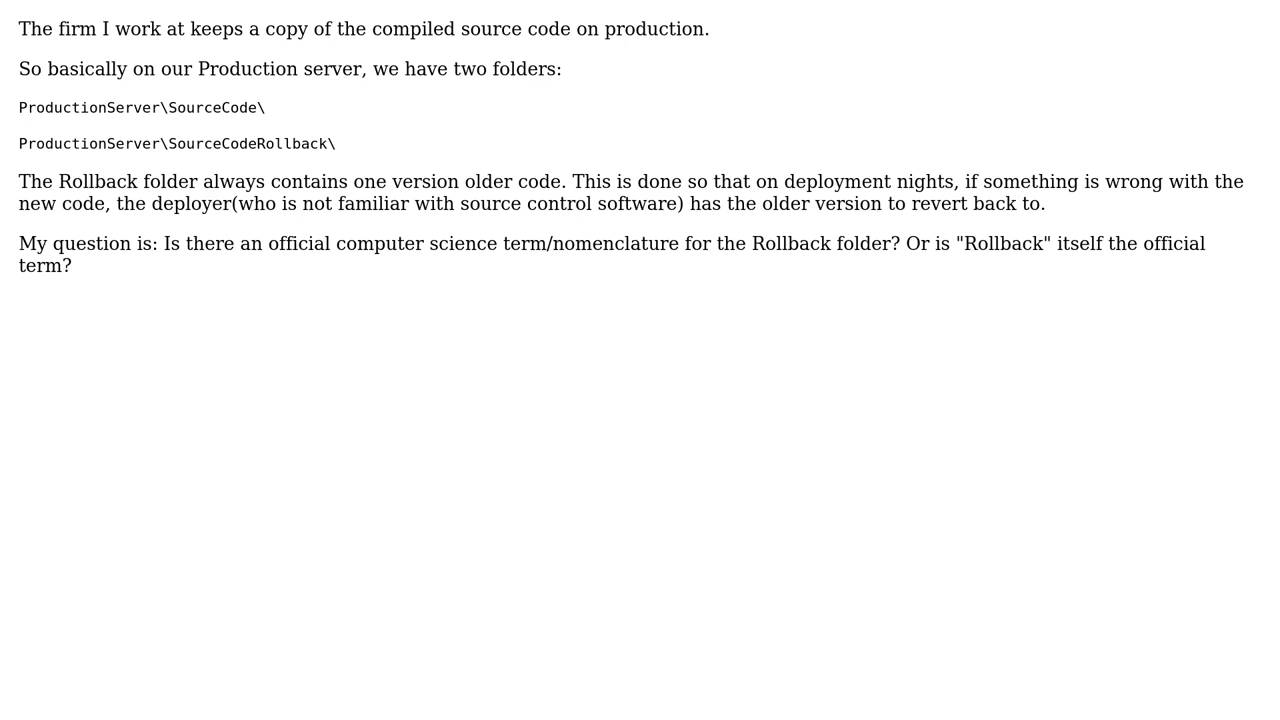 The firm I work at keeps a copy of the compiled source code on production.
So basically on our Production server, we have two folders:
ProductionServer\SourceCode\
ProductionServer\SourceCodeRollback\
The Rollback folder always contains one version older code. This is done so that on deployment nights, if something is wrong with the
new code, the deployer(who is not familiar with source control software) has the older version to revert back to.
My question is: Is there an official computer science term/nomenclature for the Rollback folder? Or is "Rollback" itself the official
term?